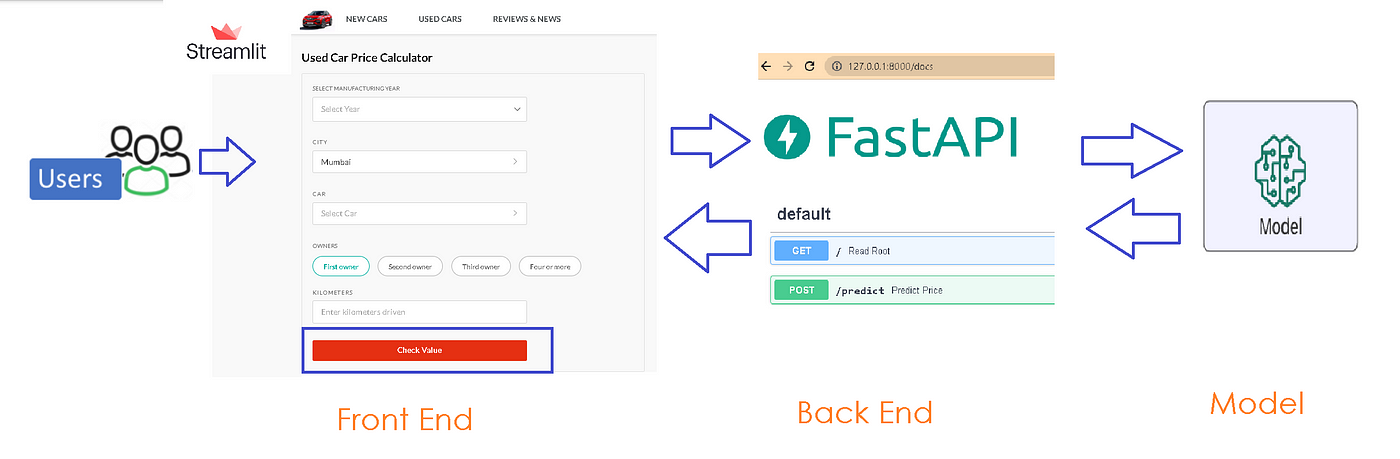 Users
Streamlit
NEW CARS USED CARS REVIEWS & NEWS
Used Car Price Calculator
SELECT MANUFACTURING YEAR
Select Year
CITY
Mumbai
CAR
Select Car
OWNERS
First owner Second owner Third owner Four or more
KILOMETERS
Enter kilometers driven
Check Value
Front End
127.0.0.1:8000/docs
FastAPI
default
GET / Read Root
POST /predict Predict Price
Back End
Model
Model